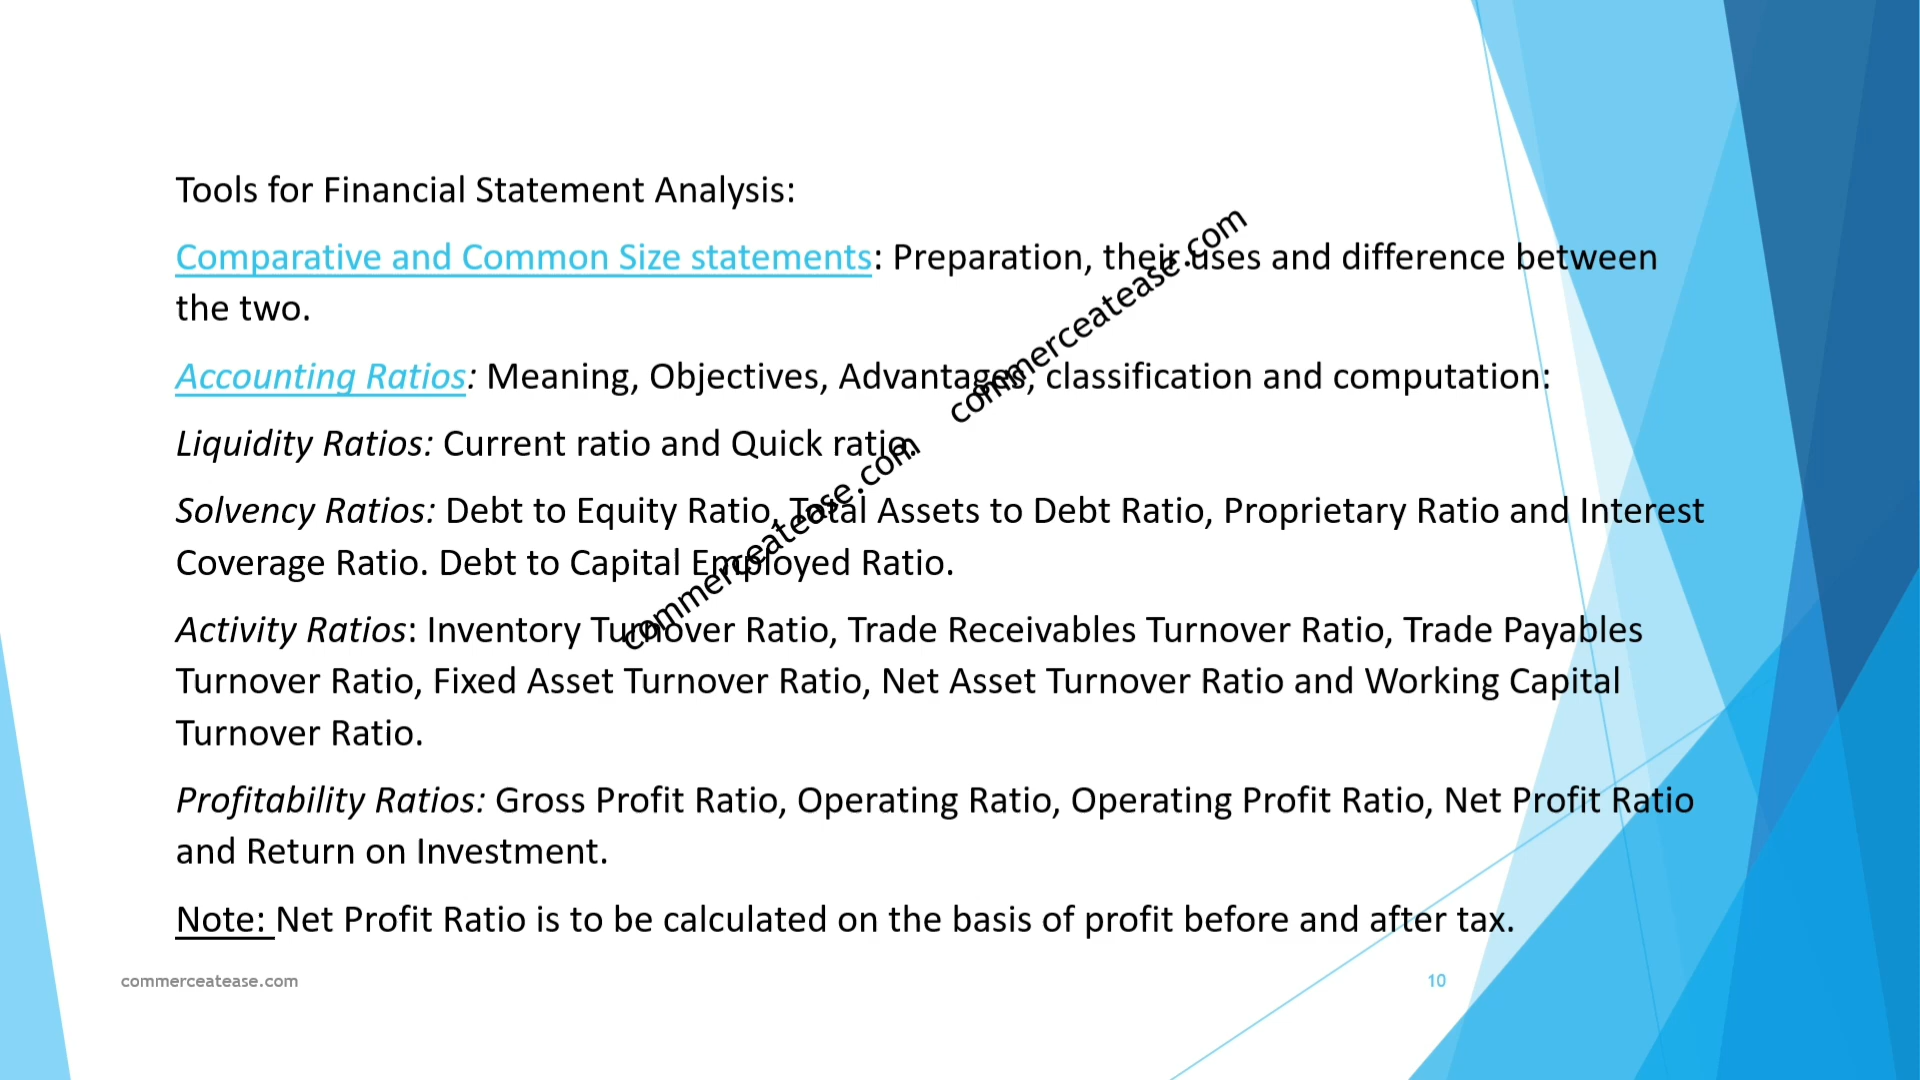 Tools for Financial Statement Analysis:
Comparative and Common Size statements: Preparation, their uses and difference between
the two.
Accounting Ratios: Meaning, Objectives, Advantages, classification and computation:
Liquidity Ratios: Current ratio and Quick ratio.
Solvency Ratios: Debt to Equity Ratio, Total Assets to Debt Ratio, Proprietary Ratio and Interest
Coverage Ratio. Debt to Capital Employed Ratio.
Activity Ratios: Inventory Turnover Ratio, Trade Receivables Turnover Ratio, Trade Payables
Turnover Ratio, Fixed Asset Turnover Ratio, Net Asset Turnover Ratio and Working Capital
Turnover Ratio.
Profitability Ratios: Gross Profit Ratio, Operating Ratio, Operating Profit Ratio, Net Profit Ratio
and Return on Investment.
Note: Net Profit Ratio is to be calculated on the basis of profit before and after tax.
commerceatease.com
commerceatease.com
commerceatease.com
10